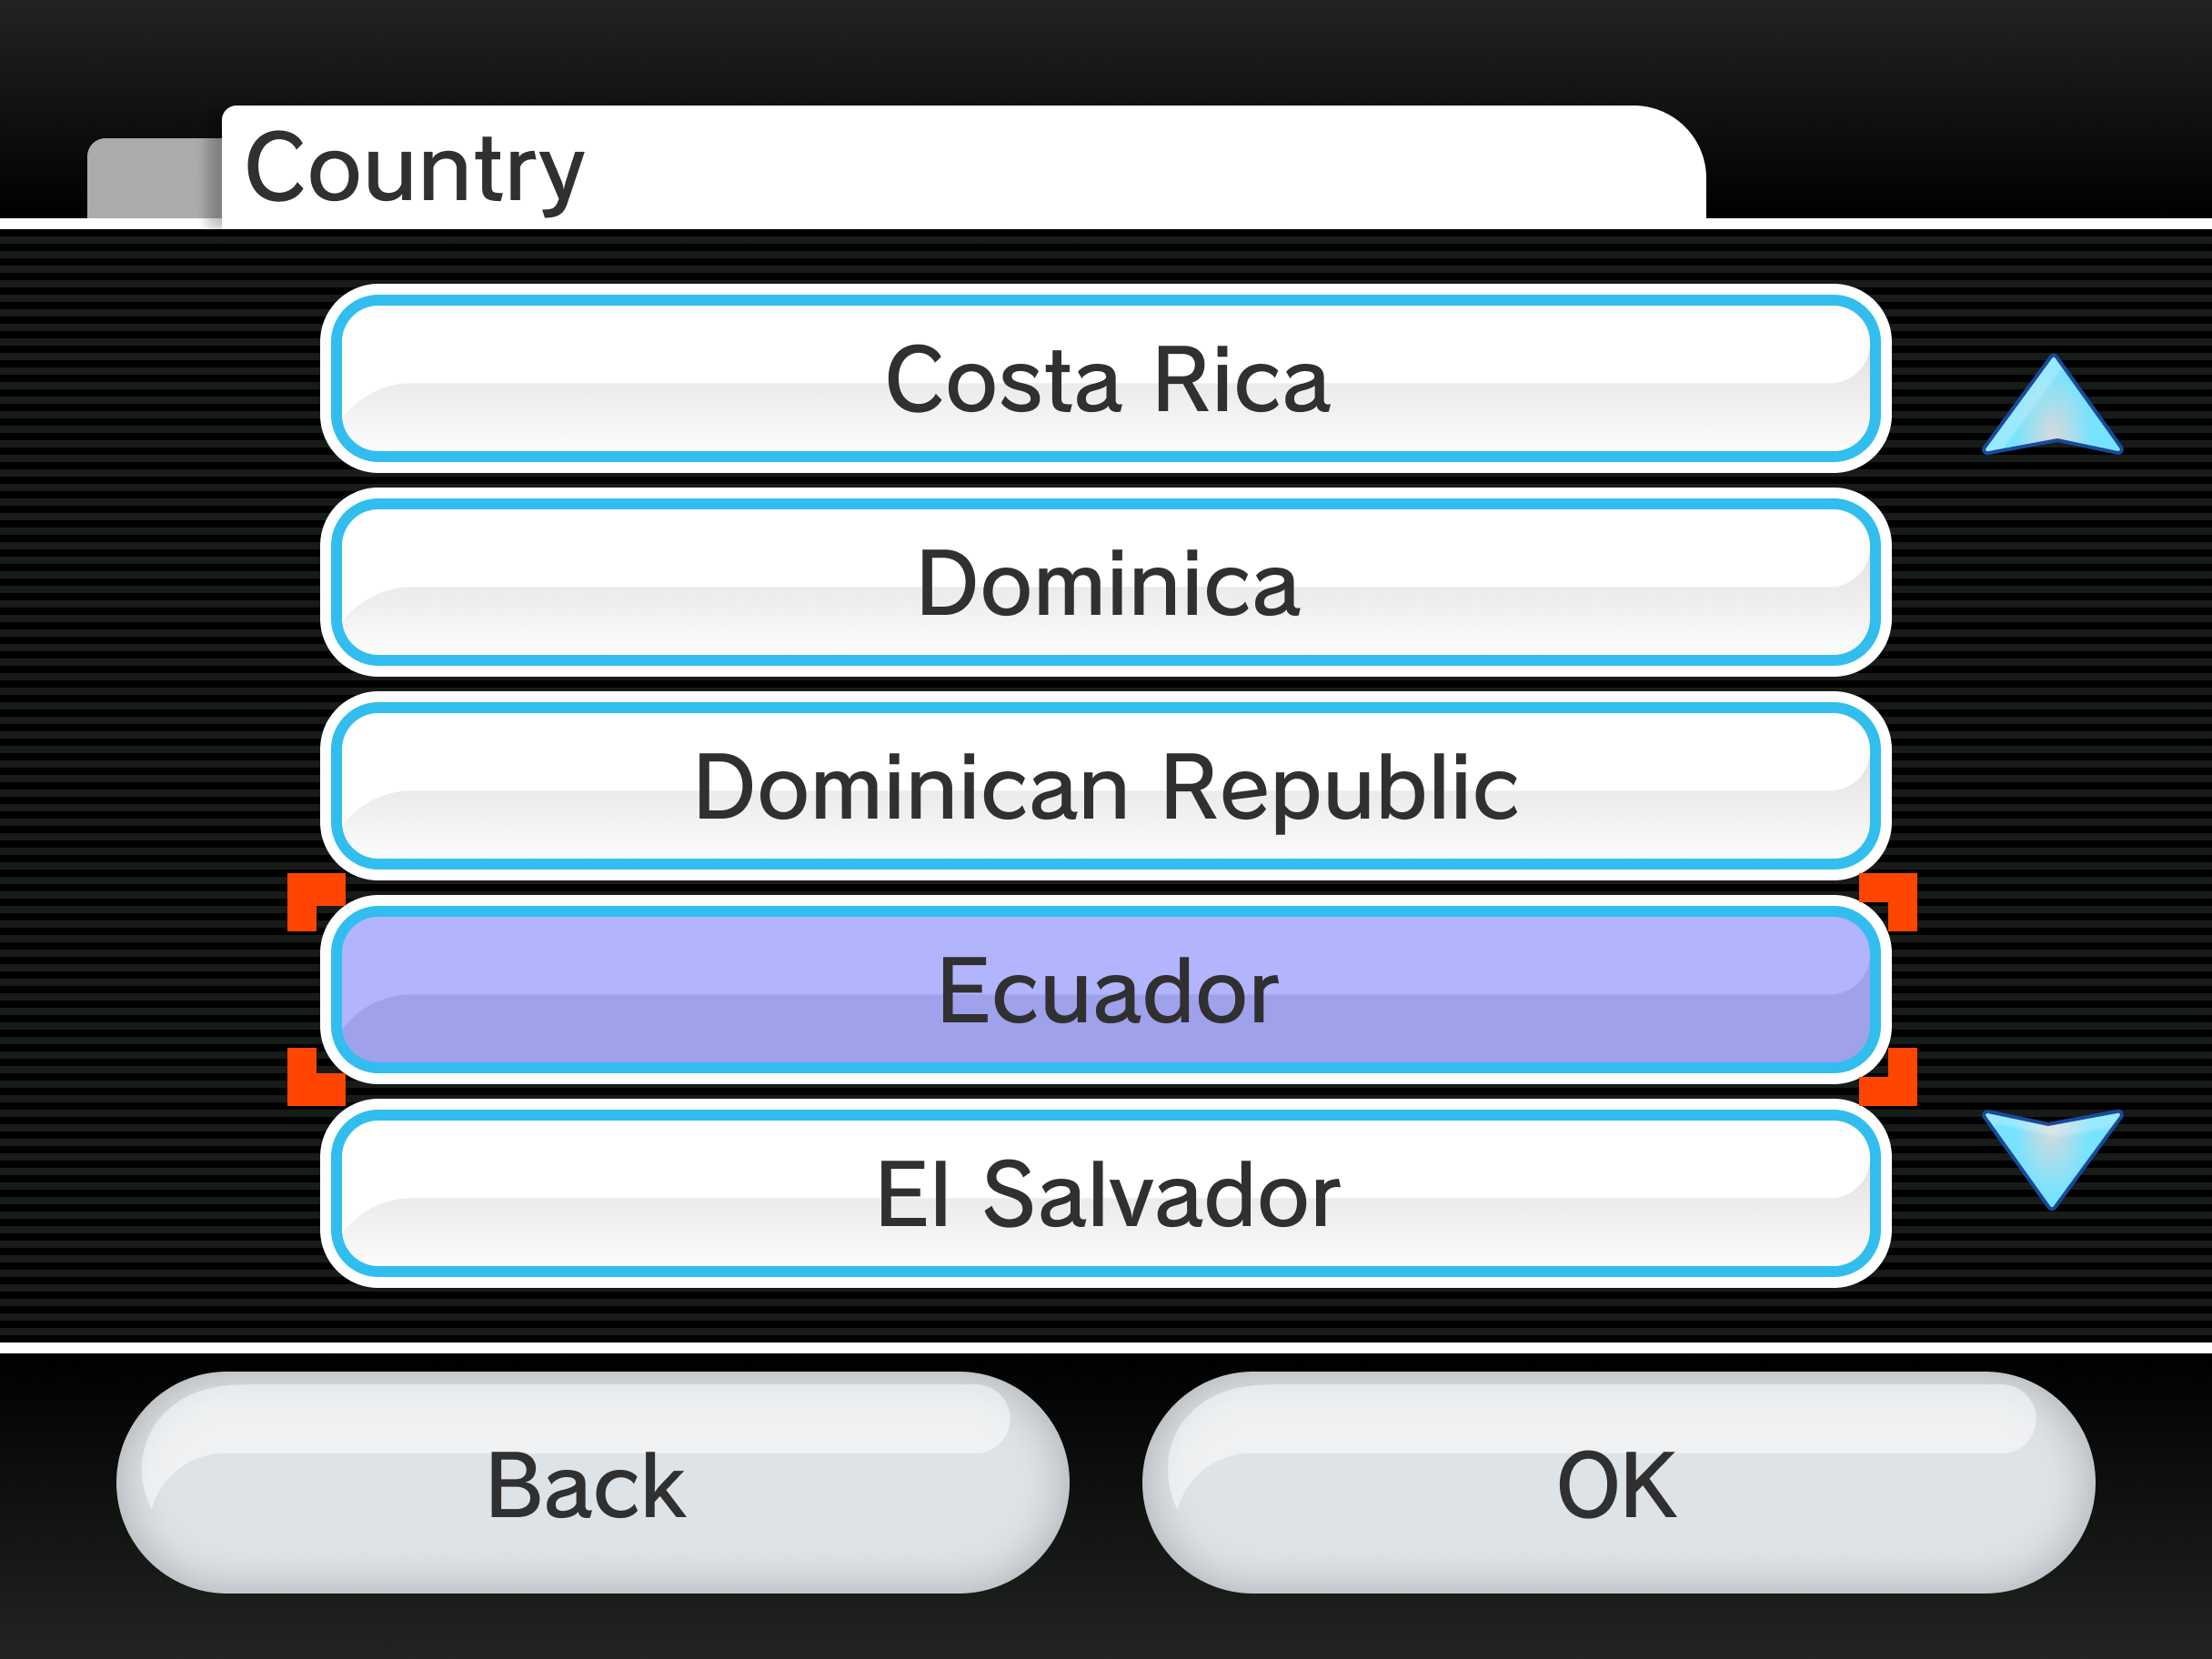 Country
Costa Rica
Dominica
Dominican Republic
Ecuador
El Salvador
Back
OK